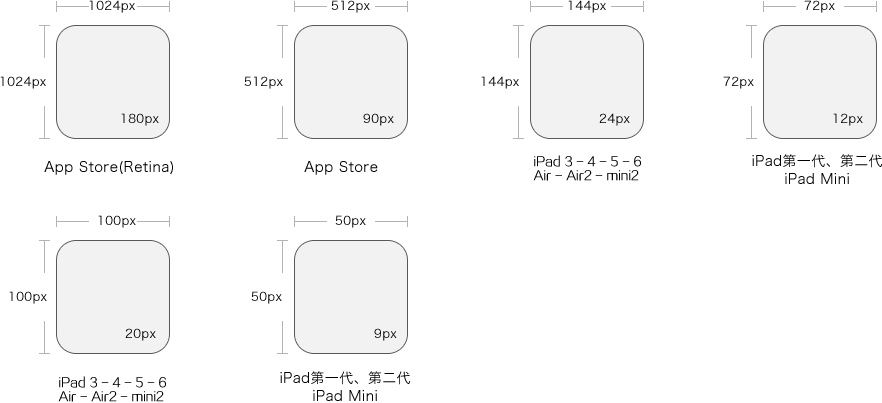 1024px
512px
144px
72px
1024px
512px
144px
72px
180px
90px
24px
12px
App Store(Retina)
App Store
iPad 3－4－5－6
Air－Air2－mini2
iPad第一代、第二代
iPad Mini
100px
50px
100px
50px
20px
9px
iPad 3－4－5－6
Air－Air2－mini2
iPad第一代、第二代
iPad Mini